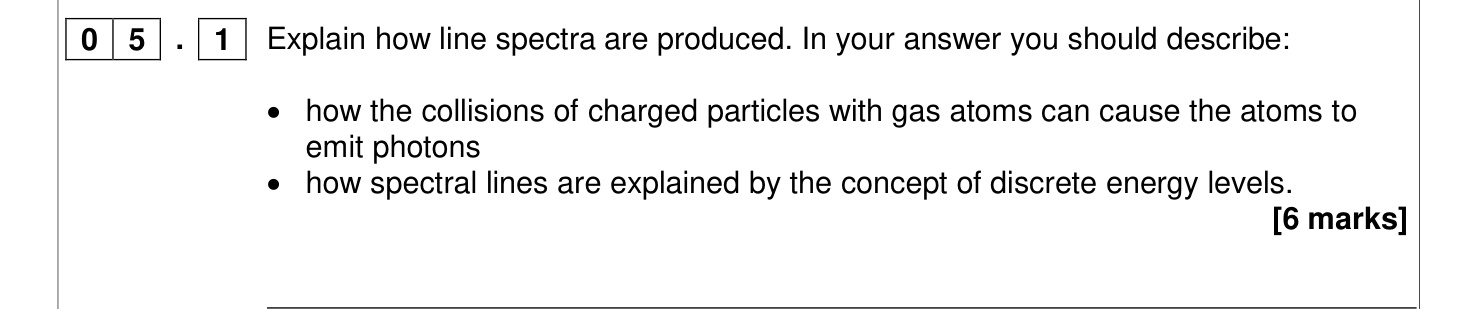 0 5 . 1 Explain how line spectra are produced. In your answer you should describe:
• how the collisions of charged particles with gas atoms can cause the atoms to
emit photons
• how spectral lines are explained by the concept of discrete energy levels.
[6 marks]